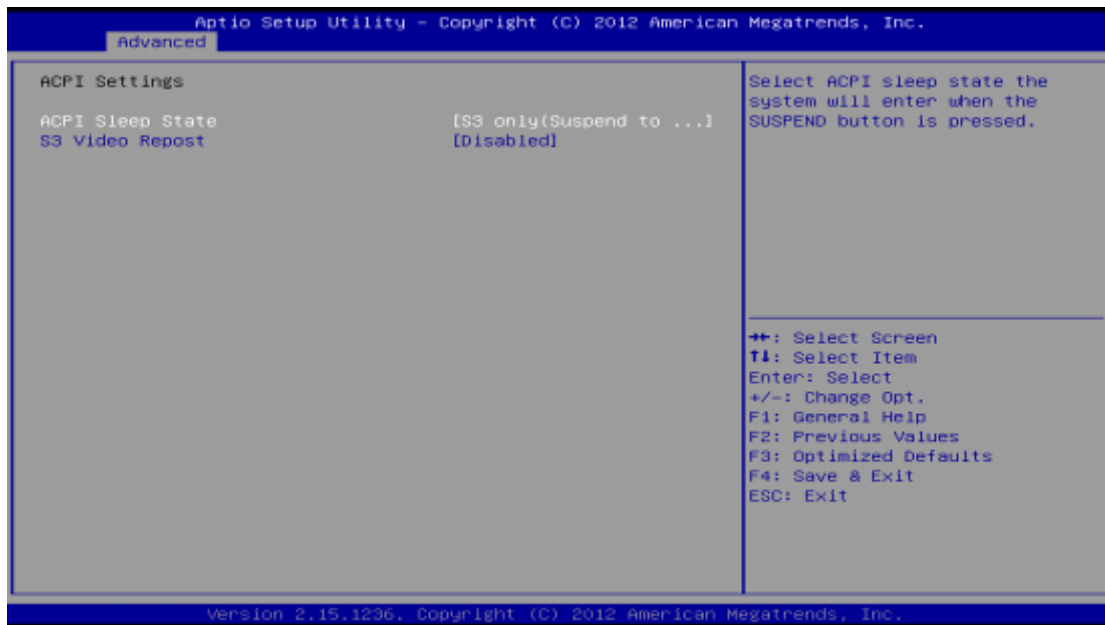 Aptio Setup Utility – Copyright (C) 2012 American Megatrends, Inc.
Advanced
ACPI Settings
ACPI Sleep State [S3 only(Suspend to ...]
S3 Video Repost [Disabled]
Select ACPI sleep state the
system will enter when the
SUSPEND button is pressed.
→←: Select Screen
↑↓: Select Item
Enter: Select
+/-: Change Opt.
F1: General Help
F2: Previous Values
F3: Optimized Defaults
F4: Save & Exit
ESC: Exit
Version 2.15.1236. Copyright (C) 2012 American Megatrends, Inc.